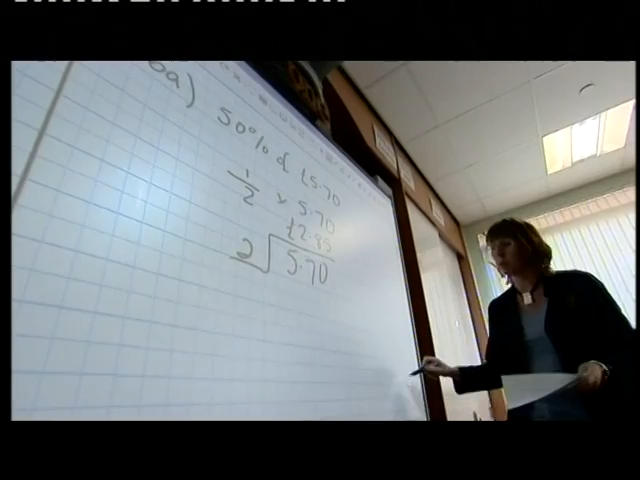 6a)
50% of £5.70
1/2 x 5.70
£2.85
2 5.70